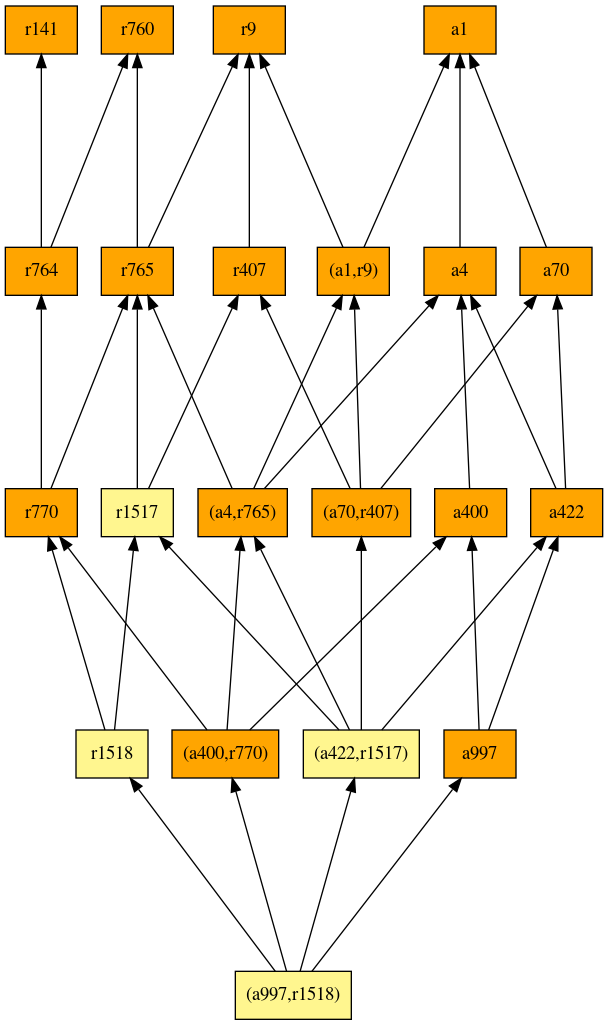 r141
r760
r9
a1
r764
r765
r407
(a1,r9)
a4
a70
r770
r1517
(a4,r765)
(a70,r407)
a400
a422
r1518
(a400,r770)
(a422,r1517)
a997
(a997,r1518)